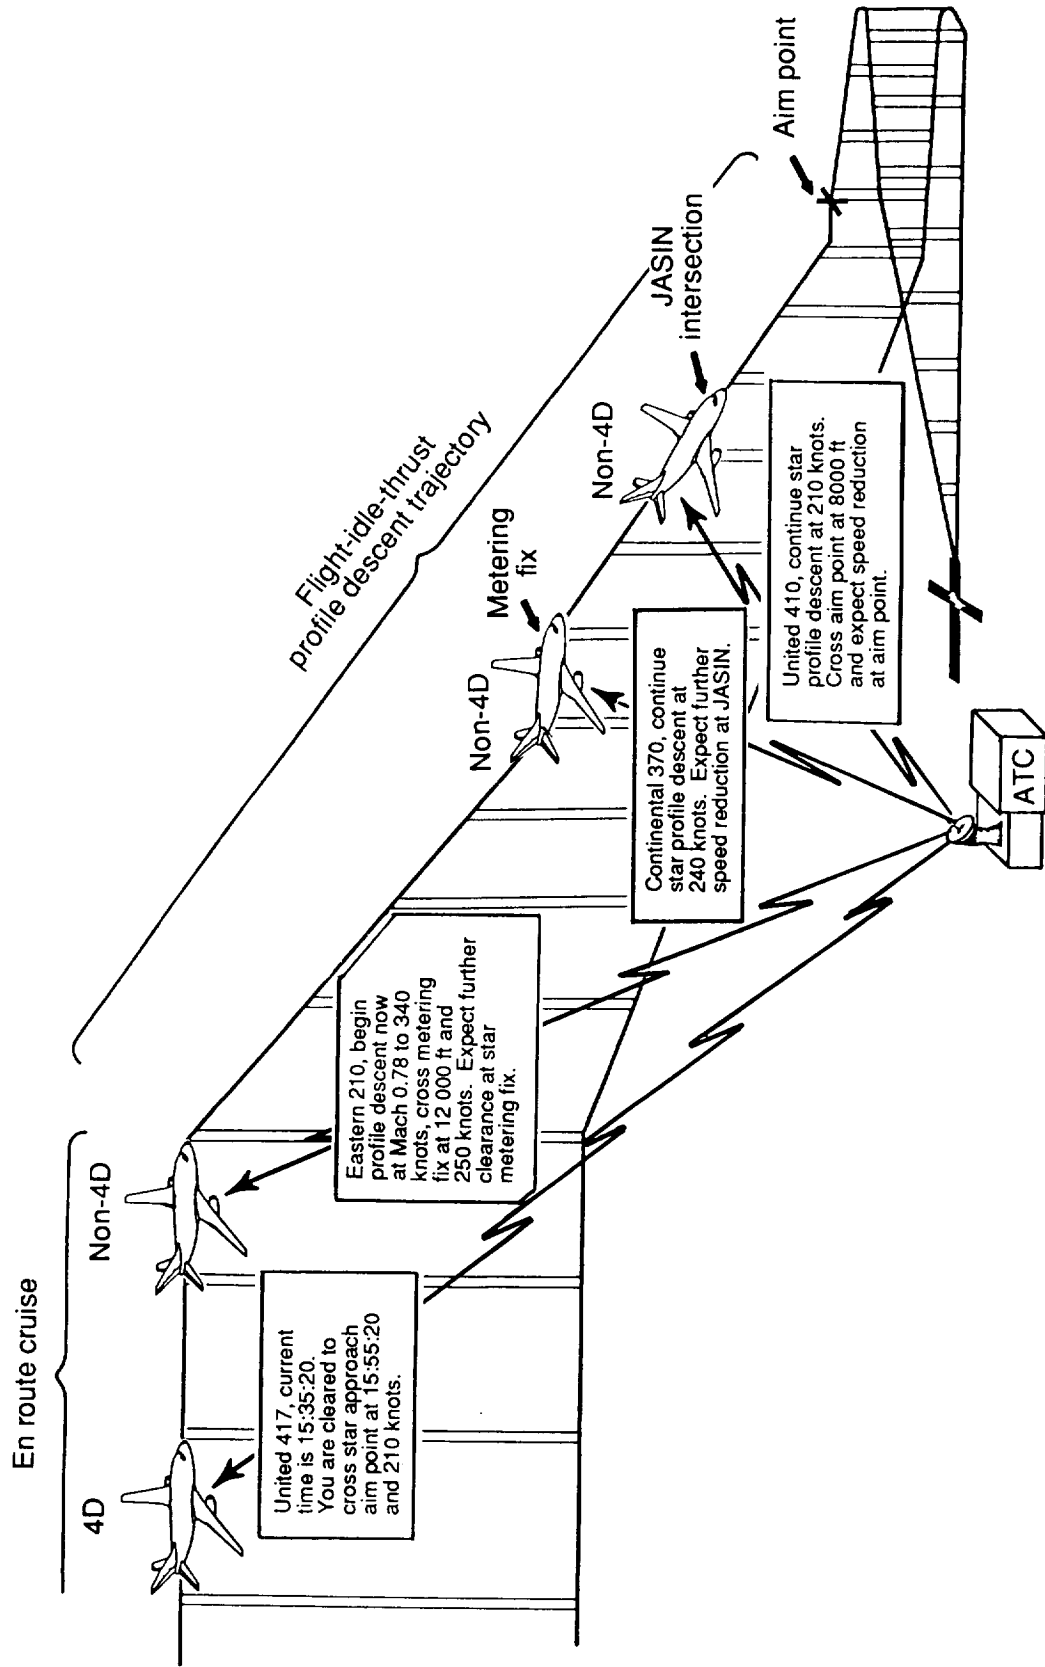 En route cruise
4D
Non-4D
Flight-idle-thrust
profile descent trajectory
Non-4D
Metering
fix
Non-4D
JASIN
intersection
Aim point
United 417, current
time is 15:35:20.
You are cleared to
cross star approach
aim point at 15:55:20
and 210 knots.
Eastern 210, begin
profile descent now
at Mach 0.78 to 340
knots, cross metering
fix at 12 000 ft and
250 knots. Expect further
clearance at star
metering fix.
Continental 370, continue
star profile descent at
240 knots. Expect further
speed reduction at JASIN.
United 410, continue star
profile descent at 210 knots.
Cross aim point at 8000 ft
and expect speed reduction
at aim point.
ATC